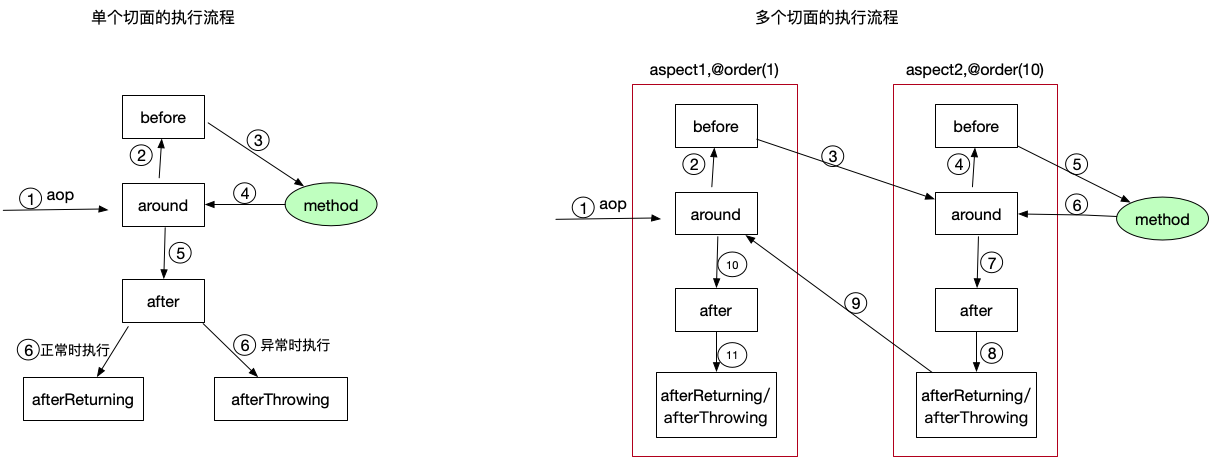 单个切面的执行流程
before
②
③
① aop
around
④
method
⑤
after
⑥正常时执行
⑥ 异常时执行
afterReturning
afterThrowing
多个切面的执行流程
aspect1,@order(1)
before
②
③
① aop
around
⑩
after
⑪
afterReturning/
afterThrowing
⑨
aspect2,@order(10)
before
④
⑤
around
⑥
method
⑦
after
⑧
afterReturning/
afterThrowing